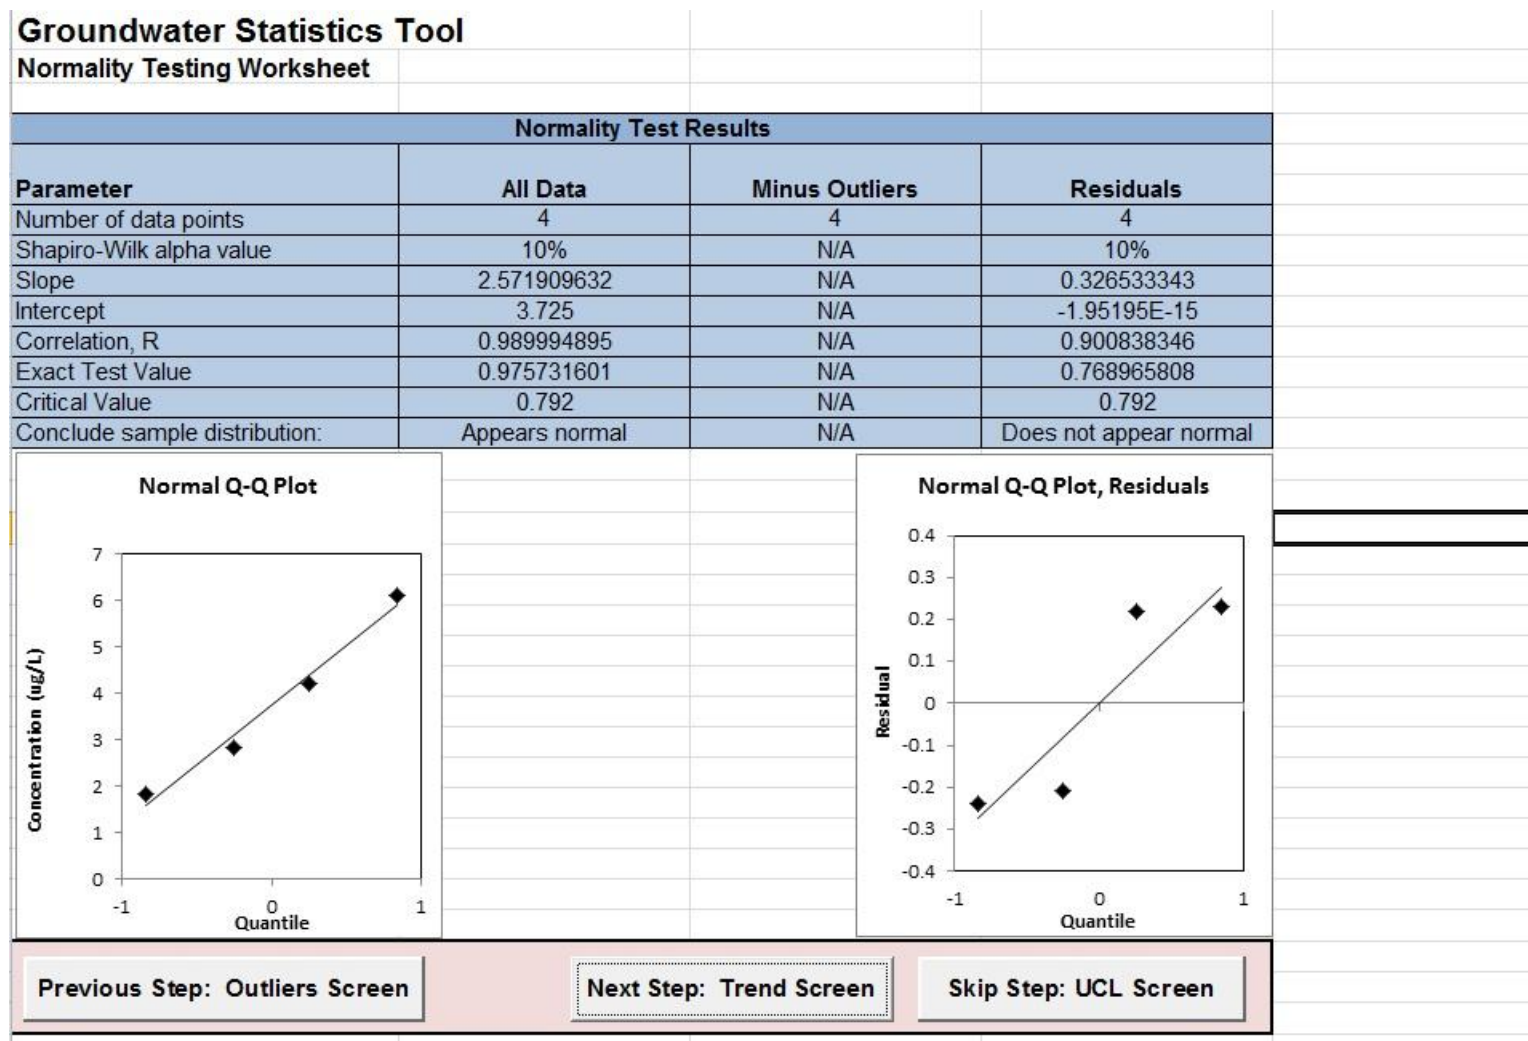 Groundwater Statistics Tool
Normality Testing Worksheet
Normality Test Results
Parameter All Data Minus Outliers Residuals
Number of data points 4 4 4
Shapiro-Wilk alpha value 10% N/A 10%
Slope 2.571909632 N/A 0.326533343
Intercept 3.725 N/A -1.95195E-15
Correlation, R 0.989994895 N/A 0.900838346
Exact Test Value 0.975731601 N/A 0.768965808
Critical Value 0.792 N/A 0.792
Conclude sample distribution: Appears normal N/A Does not appear normal
Normal Q-Q Plot
7
6
5
4
3
2
1
0
-1 0 1
Quantile
Concentration (ug/L)
Normal Q-Q Plot, Residuals
0.4
0.3
0.2
0.1
0
-0.1
-0.2
-0.3
-0.4
-1 0 1
Quantile
Residual
Previous Step: Outliers Screen
Next Step: Trend Screen
Skip Step: UCL Screen